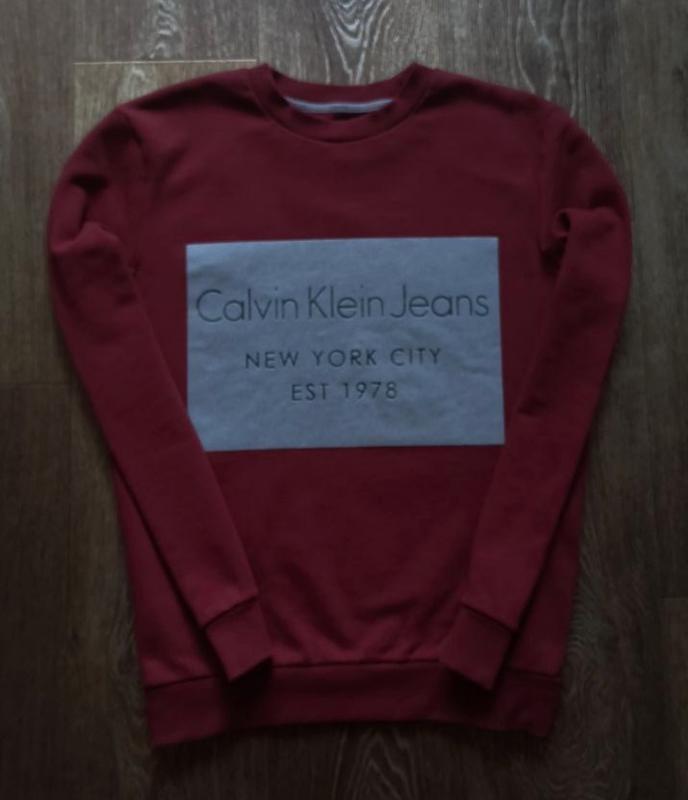 Calvin Klein Jeans
NEW YORK CITY
EST 1978